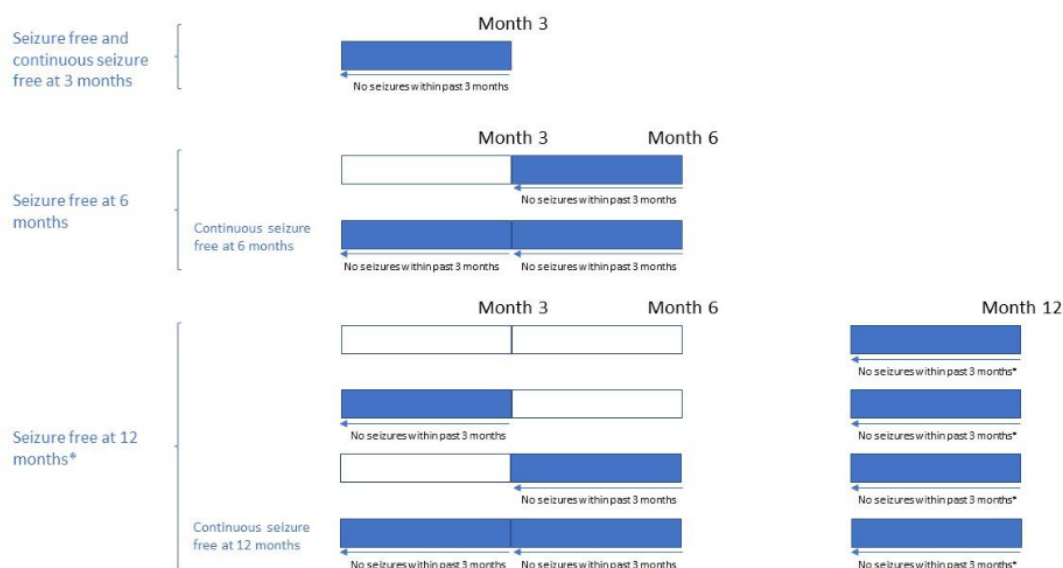 Month 3
Seizure free and
continuous seizure
free at 3 months
No seizures within past 3 months
Month 3 Month 6
No seizures within past 3 months
Seizure free at 6
months
Continuous seizure
free at 6 months
No seizures within past 3 months No seizures within past 3 months
Month 3 Month 6 Month 12
No seizures within past 3 months*
No seizures within past 3 months No seizures within past 3 months*
Seizure free at 12
months*
No seizures within past 3 months No seizures within past 3 months*
Continuous seizure
free at 12 months
No seizures within past 3 months No seizures within past 3 months No seizures within past 3 months*